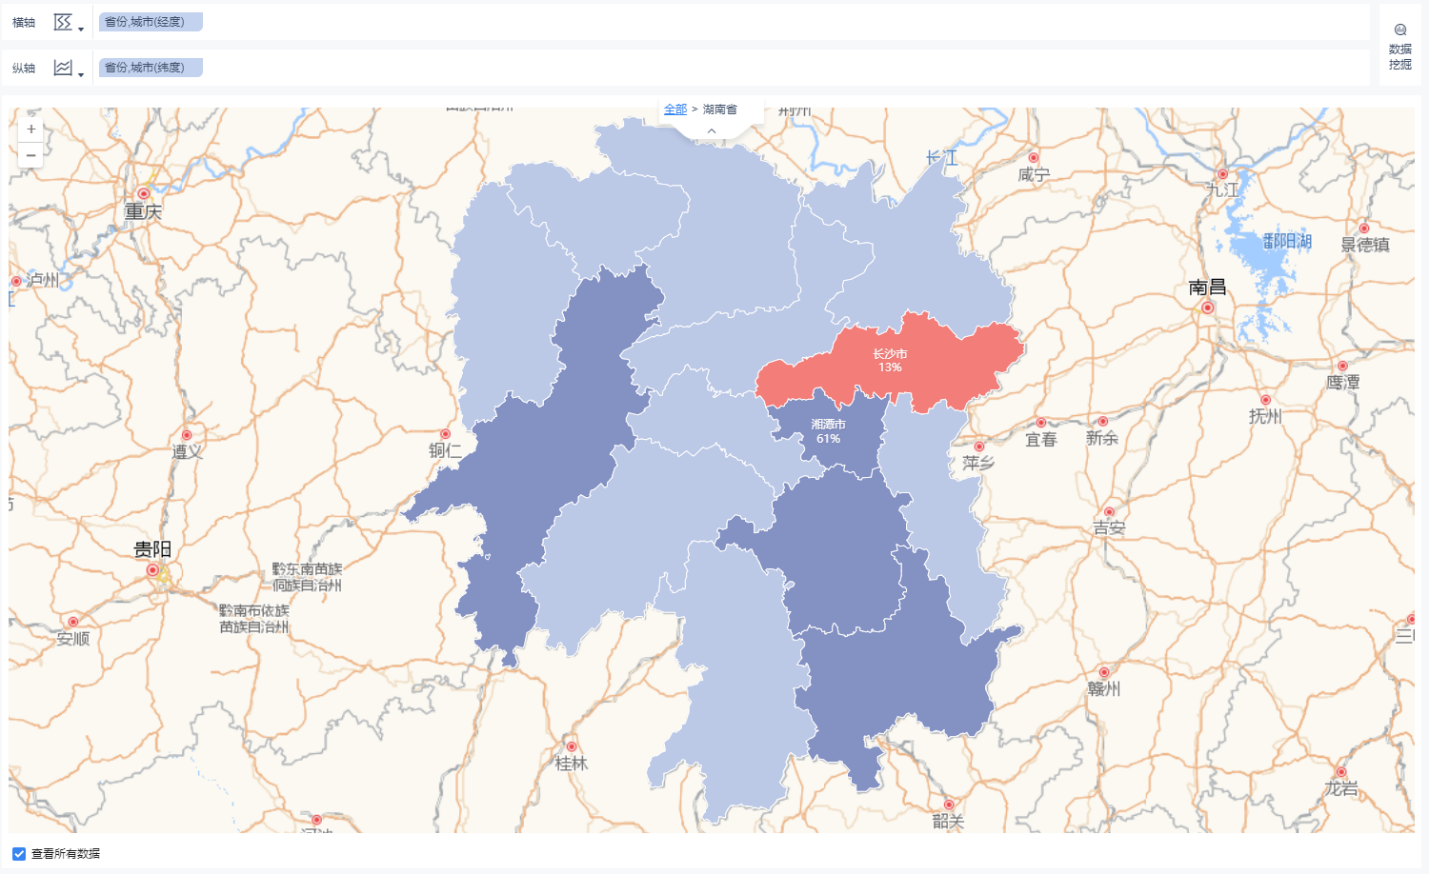 横轴
省份,城市(经度)
数据
挖掘
纵轴
省份,城市(纬度)
全部 > 湖南省
荆州
+
−
长江
咸宁
九江
重庆
鄱阳湖
景德镇
泸州
南昌
长沙市
13%
鹰潭
抚州
湘潭市
61%
宜春
新余
铜仁
遵义
萍乡
吉安
贵阳
黔东南苗族
侗族自治州
黔南布依族
苗族自治州
安顺
赣州
桂林
龙岩
韶关
查看所有数据